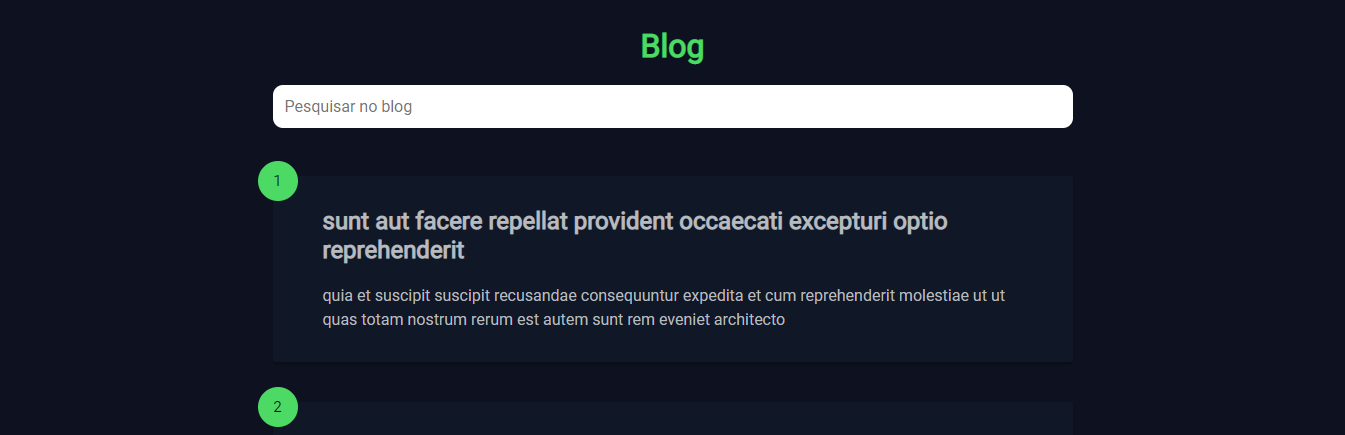 Blog
Pesquisar no blog
1
sunt aut facere repellat provident occaecati excepturi optio
reprehenderit
quia et suscipit suscipit recusandae consequuntur expedita et cum reprehenderit molestiae ut ut
quas totam nostrum rerum est autem sunt rem eveniet architecto
2